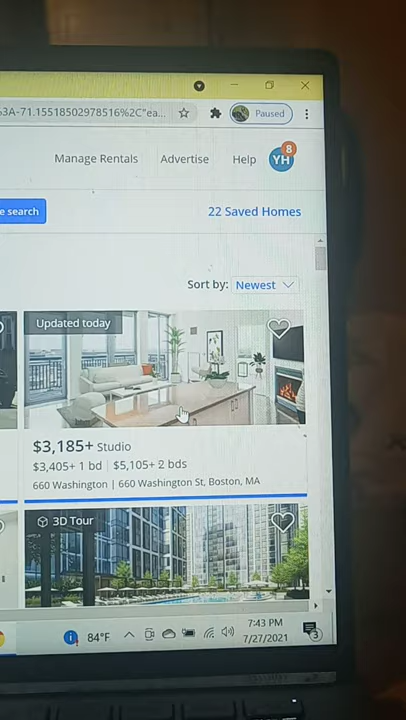 3A-71.15518502978516%2C"ea...
Paused
Manage Rentals
Advertise
Help
YH
8
e search
22 Saved Homes
Sort by: Newest
Updated today
$3,185+ Studio
$3,405+ 1 bd | $5,105+ 2 bds
660 Washington | 660 Washington St, Boston, MA
3D Tour
84°F
7:43 PM
7/27/2021
3